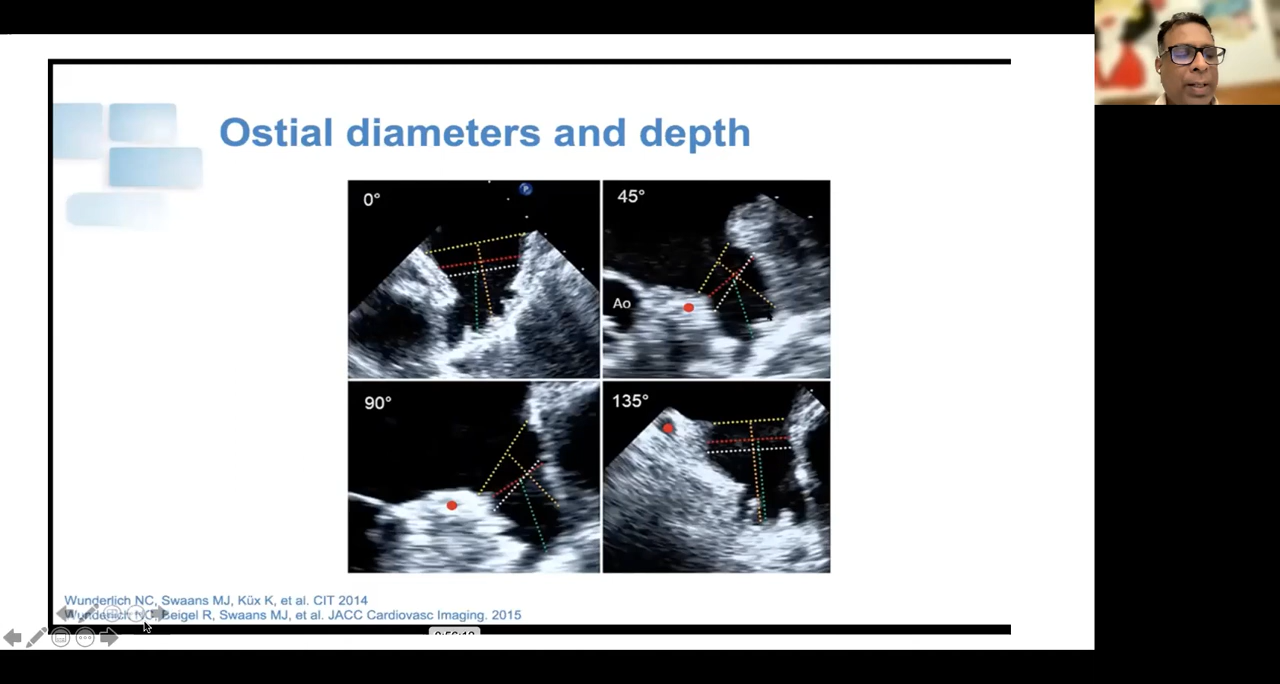 Ostial diameters and depth
P
0°
45°
Ao
90°
135°
Wunderlich NC, Swaans MJ, Küx K, et al. CIT 2014
Wunderlich NC, Beigel R, Swaans MJ, et al. JACC Cardiovasc Imaging. 2015